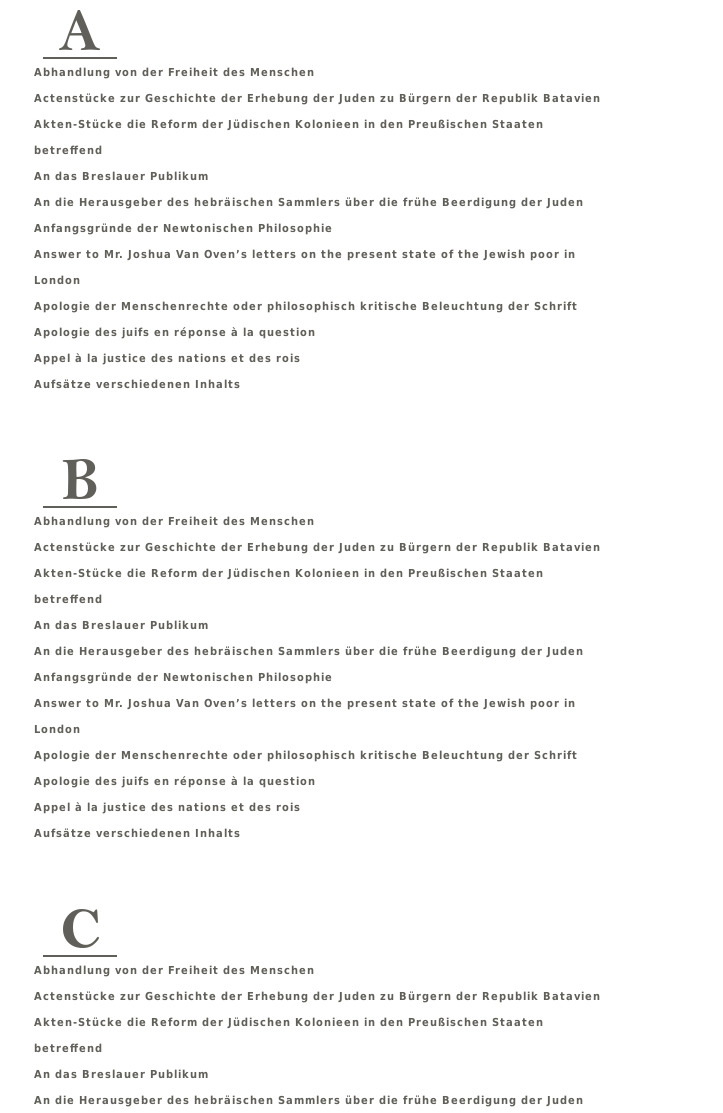 A
Abhandlung von der Freiheit des Menschen
Actenstücke zur Geschichte der Erhebung der Juden zu Bürgern der Republik Batavien
Akten-Stücke die Reform der Jüdischen Kolonieen in den Preußischen Staaten
betreffend
An das Breslauer Publikum
An die Herausgeber des hebräischen Sammlers über die frühe Beerdigung der Juden
Anfangsgründe der Newtonischen Philosophie
Answer to Mr. Joshua Van Oven’s letters on the present state of the Jewish poor in
London
Apologie der Menschenrechte oder philosophisch kritische Beleuchtung der Schrift
Apologie des juifs en réponse à la question
Appel à la justice des nations et des rois
Aufsätze verschiedenen Inhalts
B
Abhandlung von der Freiheit des Menschen
Actenstücke zur Geschichte der Erhebung der Juden zu Bürgern der Republik Batavien
Akten-Stücke die Reform der Jüdischen Kolonieen in den Preußischen Staaten
betreffend
An das Breslauer Publikum
An die Herausgeber des hebräischen Sammlers über die frühe Beerdigung der Juden
Anfangsgründe der Newtonischen Philosophie
Answer to Mr. Joshua Van Oven’s letters on the present state of the Jewish poor in
London
Apologie der Menschenrechte oder philosophisch kritische Beleuchtung der Schrift
Apologie des juifs en réponse à la question
Appel à la justice des nations et des rois
Aufsätze verschiedenen Inhalts
C
Abhandlung von der Freiheit des Menschen
Actenstücke zur Geschichte der Erhebung der Juden zu Bürgern der Republik Batavien
Akten-Stücke die Reform der Jüdischen Kolonieen in den Preußischen Staaten
betreffend
An das Breslauer Publikum
An die Herausgeber des hebräischen Sammlers über die frühe Beerdigung der Juden